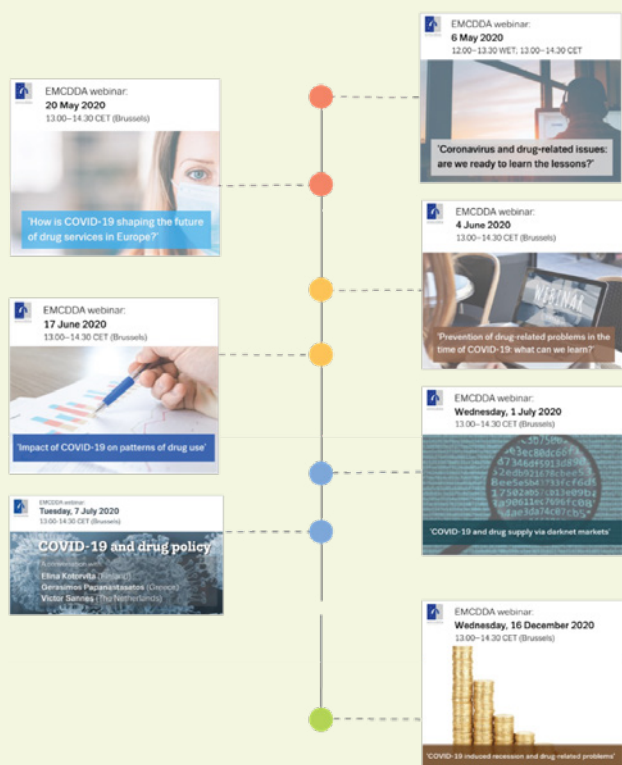 EMCDDA webinar:
6 May 2020
12.00–13.30 WET; 13.00–14.30 CET
'Coronavirus and drug-related issues:
are we ready to learn the lessons?'
EMCDDA webinar:
20 May 2020
13.00–14.30 CET (Brussels)
'How is COVID-19 shaping the future
of drug services in Europe?'
EMCDDA webinar:
4 June 2020
13.00–14.30 CET (Brussels)
WEBINAR
'Prevention of drug-related problems in the
time of COVID-19: what can we learn?'
EMCDDA webinar:
17 June 2020
13.00–14.30 CET (Brussels)
'Impact of COVID-19 on patterns of drug use'
EMCDDA webinar:
Wednesday, 1 July 2020
13.00–14.30 CET (Brussels)
'COVID-19 and drug supply via darknet markets'
EMCDDA webinar:
Tuesday, 7 July 2020
13.00-14.30 CET (Brussels)
COVID-19 and drug policy
with
Elina Kotovirta (Finland)
Gerasimos Papanastasatos (Greece)
Victor Sannes (The Netherlands)
EMCDDA webinar:
Wednesday, 16 December 2020
13.00–14.30 CET (Brussels)
'COVID-19 induced recession and drug-related problems'